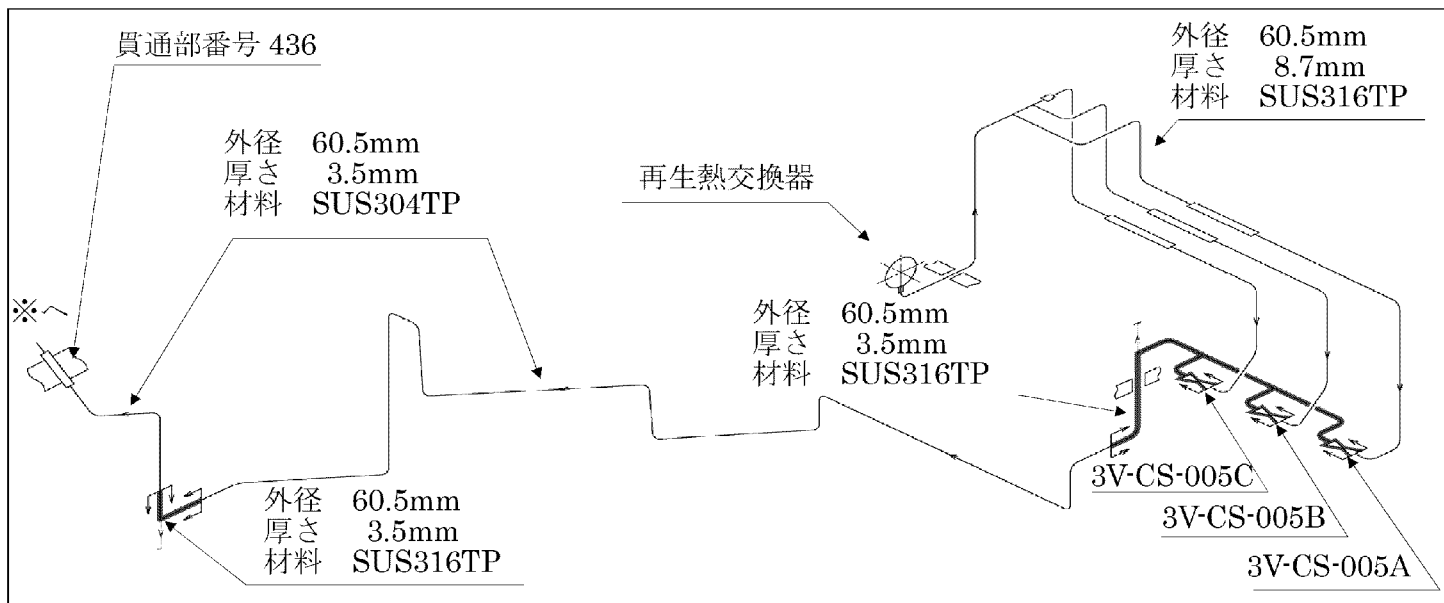 貫通部番号 436
外径 60.5mm
厚さ 3.5mm
材料 SUS304TP
※
再生熱交換器
外径 60.5mm
厚さ 8.7mm
材料 SUS316TP
外径 60.5mm
厚さ 3.5mm
材料 SUS316TP
外径 60.5mm
厚さ 3.5mm
材料 SUS316TP
3V-CS-005C
3V-CS-005B
3V-CS-005A